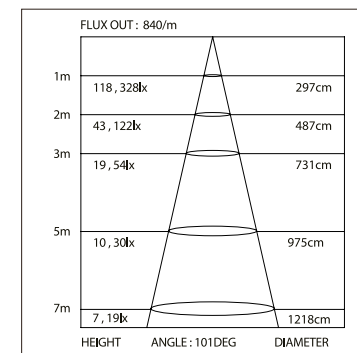 FLUX OUT : 840/m
1m
118 , 328lx 297cm
2m
43 , 122lx 487cm
3m
19 , 54lx 731cm
5m
10 , 30lx 975cm
7m
7 , 19lx 1218cm
HEIGHT ANGLE : 101DEG DIAMETER